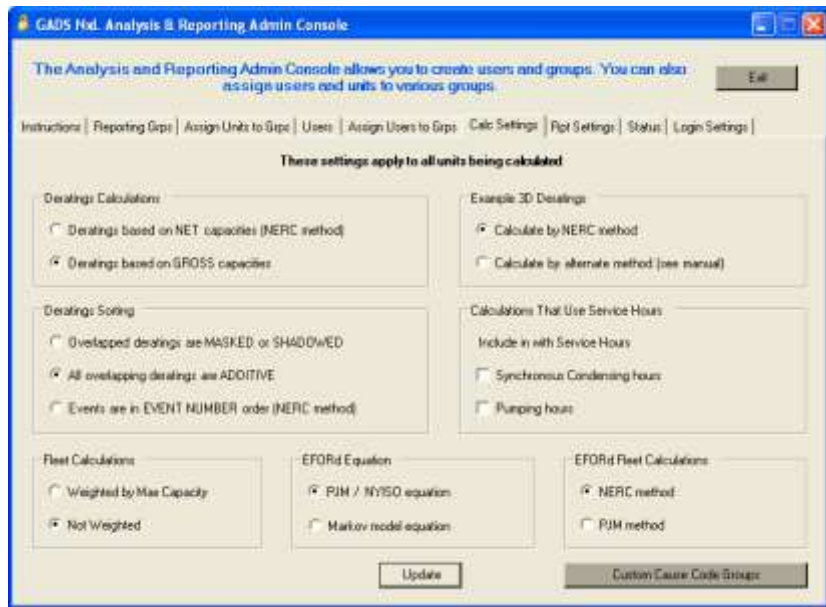 GADS NxL Analysis & Reporting Admin Console
The Analysis and Reporting Admin Console allows you to create users and groups. You can also
assign users and units to various groups.
Exit
Instructions | Reporting Grps | Assign Units to Grps | Users | Assign Users to Grps | Calc Settings | Rpt Settings | Status | Login Settings
These settings apply to all units being calculated
Deratings Calculations
Deratings based on NET capacities (NERC method)
Deratings based on GROSS capacities
Example 3D Deratings
Calculate by NERC method
Calculate by alternate method (see manual)
Deratings Sorting
Overlapped deratings are MASKED or SHADOWED
All overlapping deratings are ADDITIVE
Events are in EVENT NUMBER order (NERC method)
Calculations That Use Service Hours
Include in with Service Hours
Synchronous Condensing hours
Pumping hours
Fleet Calculations
Weighted by Max Capacity
Not Weighted
EFORd Equation
PJM / NYISO equation
Markov model equation
EFORd Fleet Calculations
NERC method
PJM method
Update
Custom Cause Code Groups